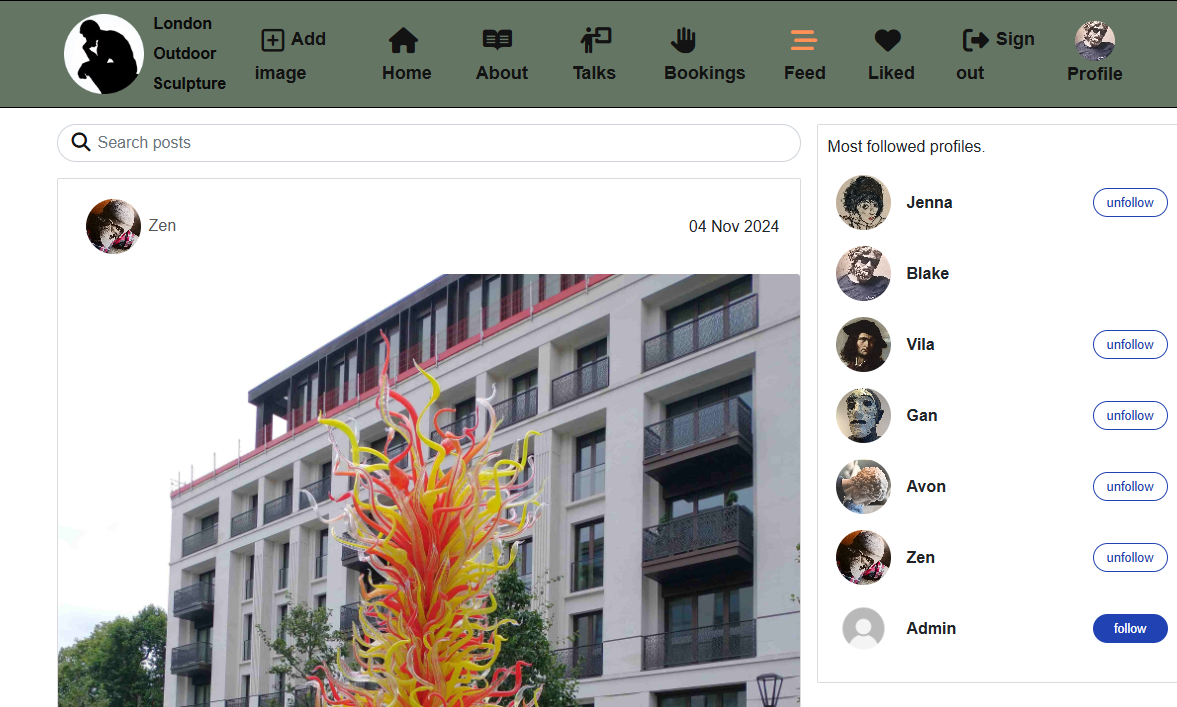 London
Outdoor
Sculpture
Add
image
Home
About
Talks
Bookings
Feed
Liked
Sign
out
Profile
Search posts
Most followed profiles.
Zen
04 Nov 2024
Jenna
unfollow
Blake
Vila
unfollow
Gan
unfollow
Avon
unfollow
Zen
unfollow
Admin
follow